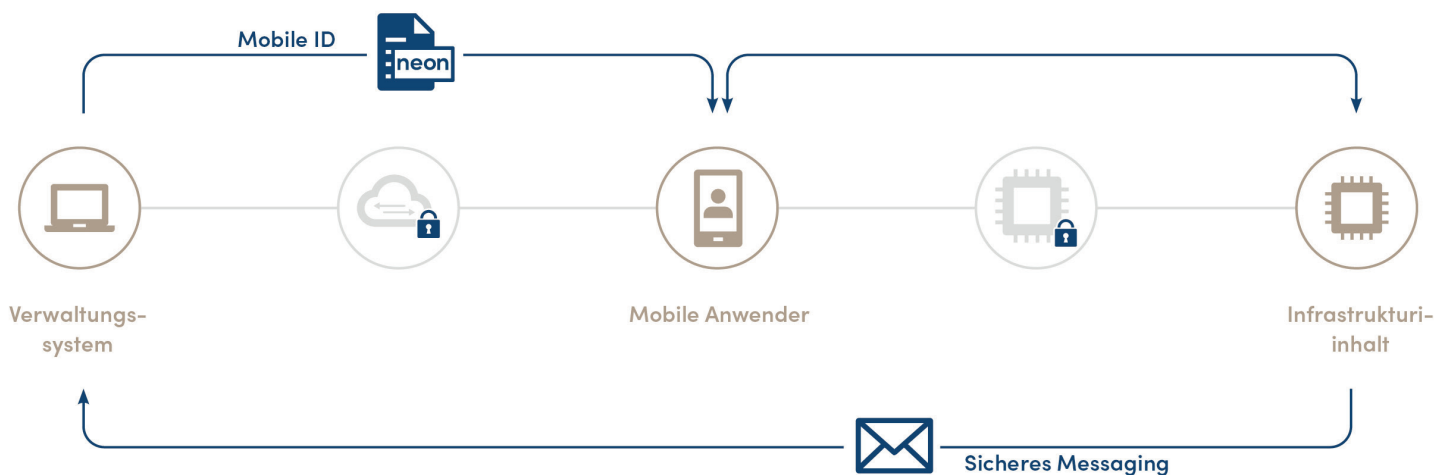 Mobile ID
neon
Verwaltungs-
system
Mobile Anwender
Infrastrukturi-
inhalt
Sicheres Messaging